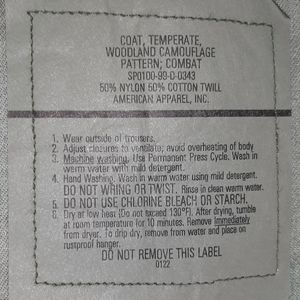 COAT, TEMPERATE,
WOODLAND CAMOUFLAGE
PATTERN; COMBAT
SP0100-99-D-0343
50% NYLON 50% COTTON TWILL
AMERICAN APPAREL, INC.
1. Wear outside of trousers.
2. Adjust closures to ventilate; avoid overheating of body
3. Machine washing. Use Permanent Press Cycle. Wash in
warm water with mild detergent.
4. Hand Washing. Wash in warm water using mild detergent.
DO NOT WRING OR TWIST. Rinse in clean warm water.
5. DO NOT USE CHLORINE BLEACH OR STARCH.
6. Dry at low heat (Do not exceed 130°F). After drying, tumble
at room temperature for 10 minutes. Remove immediately
from dryer. To drip dry, remove from water and place on
rustproof hanger.
DO NOT REMOVE THIS LABEL
0122